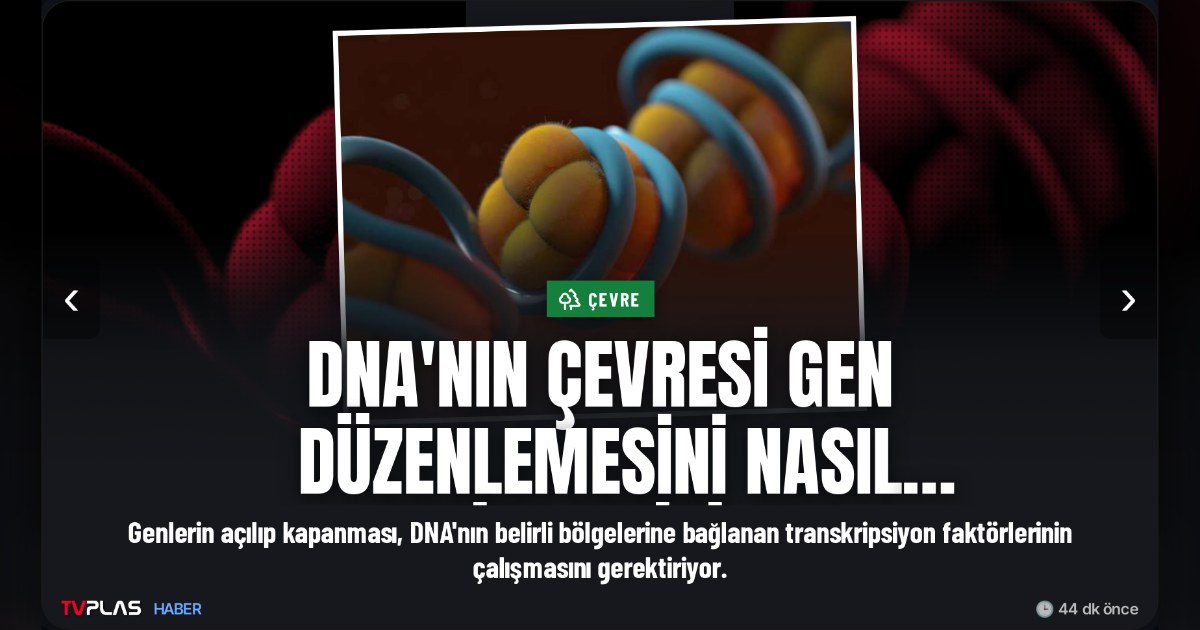 ÇEVRE
DNA'NIN ÇEVRESİ GEN
DÜZENLEMESİNİ NASIL...
Genlerin açılıp kapanması, DNA'nın belirli bölgelerine bağlanan transkripsiyon faktörlerinin
çalışmasını gerektiriyor.
TVPLAS HABER
44 dk önce